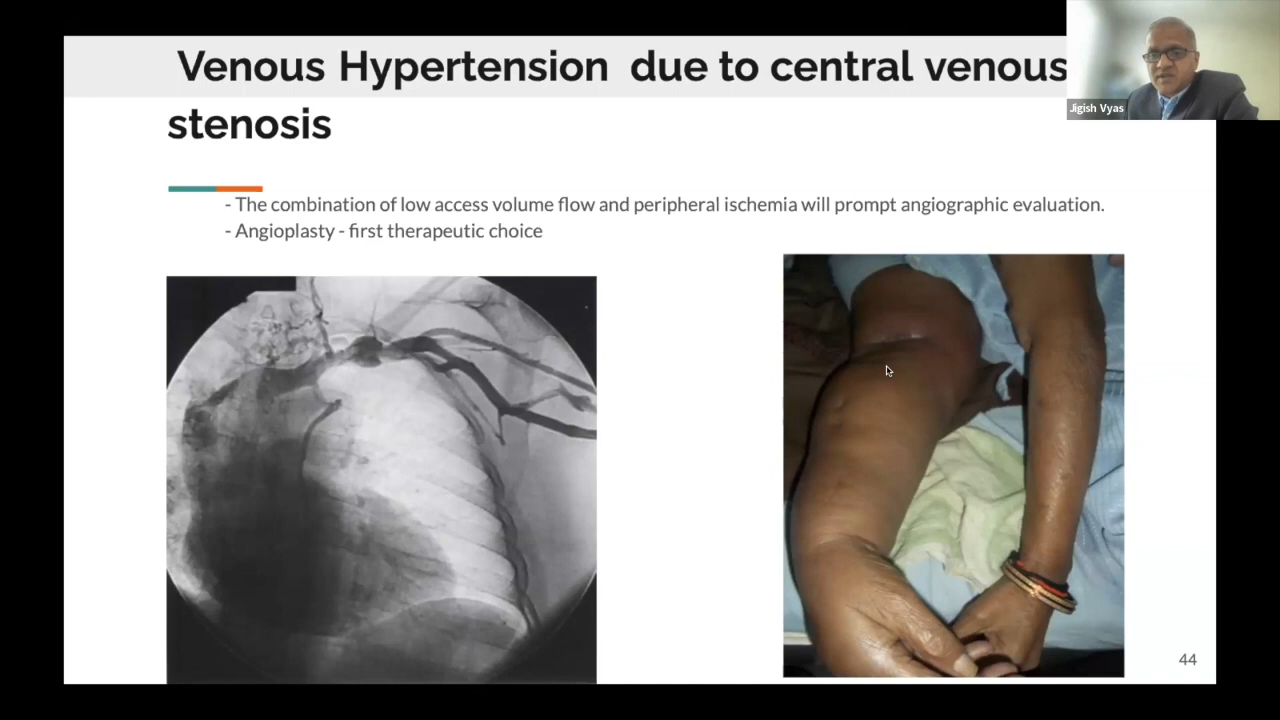 Venous Hypertension due to central venous
stenosis
Jigish Vyas
- The combination of low access volume flow and peripheral ischemia will prompt angiographic evaluation.
- Angioplasty - first therapeutic choice
44